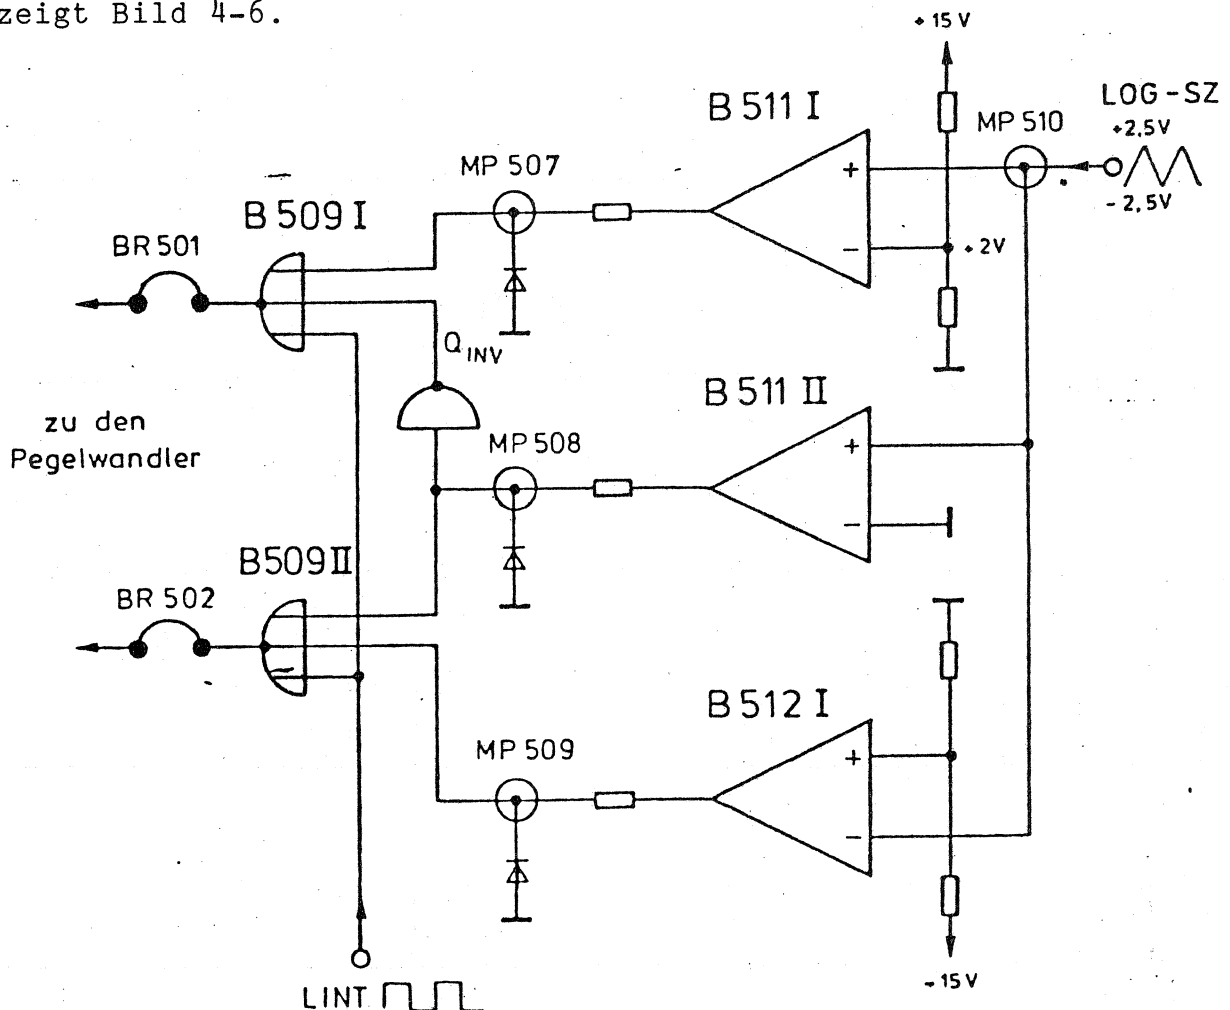 zeigt Bild 4-6.
+ 15 V
B 511 I
LOG - SZ
MP 510
+2,5V
MP 507
- 2,5V
B 509 I
BR 501
+ 2V
Q INV
B 511 II
zu den
Pegelwandler
MP 508
B509 II
BR 502
B 512 I
MP 509
- 15 V
LINT
+
-
+
-
+
-